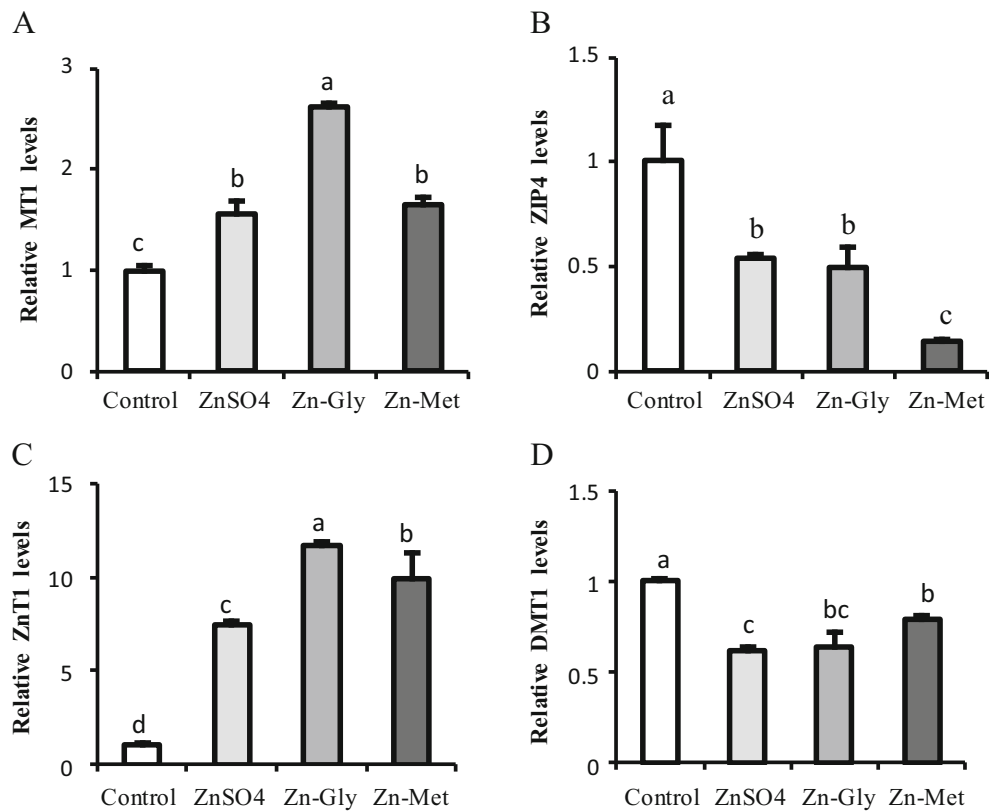 A
Relative MT1 levels
3
2
1
0
a
b
b
c
Control ZnSO4 Zn-Gly Zn-Met
B
Relative ZIP4 levels
1.5
1
0.5
0
a
b
b
c
Control ZnSO4 Zn-Gly Zn-Met
C
Relative ZnT1 levels
15
10
5
0
a
b
c
d
Control ZnSO4 Zn-Gly Zn-Met
D
Relative DMT1 levels
1.5
1
0.5
0
a
c
bc
b
Control ZnSO4 Zn-Gly Zn-Met